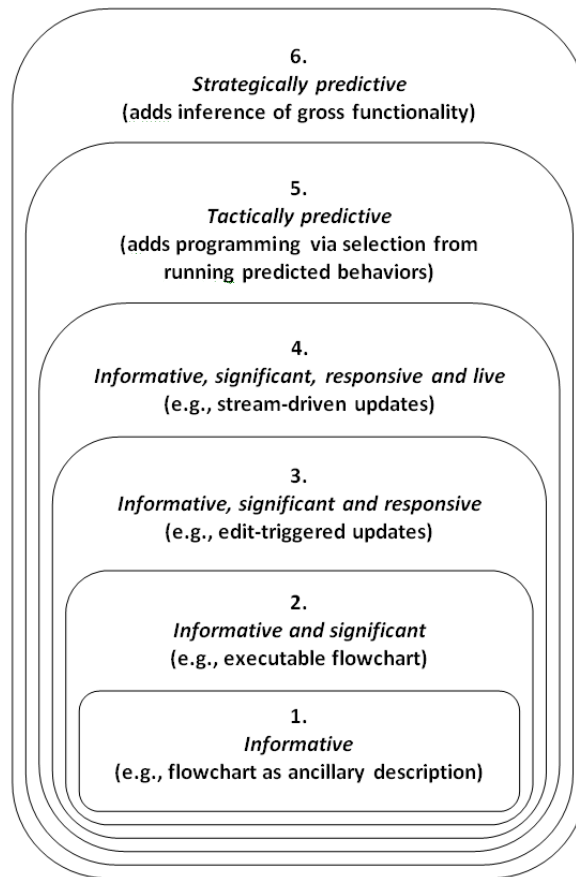 6.
Strategically predictive
(adds inference of gross functionality)
5.
Tactically predictive
(adds programming via selection from
running predicted behaviors)
4.
Informative, significant, responsive and live
(e.g., stream-driven updates)
3.
Informative, significant and responsive
(e.g., edit-triggered updates)
2.
Informative and significant
(e.g., executable flowchart)
1.
Informative
(e.g., flowchart as ancillary description)